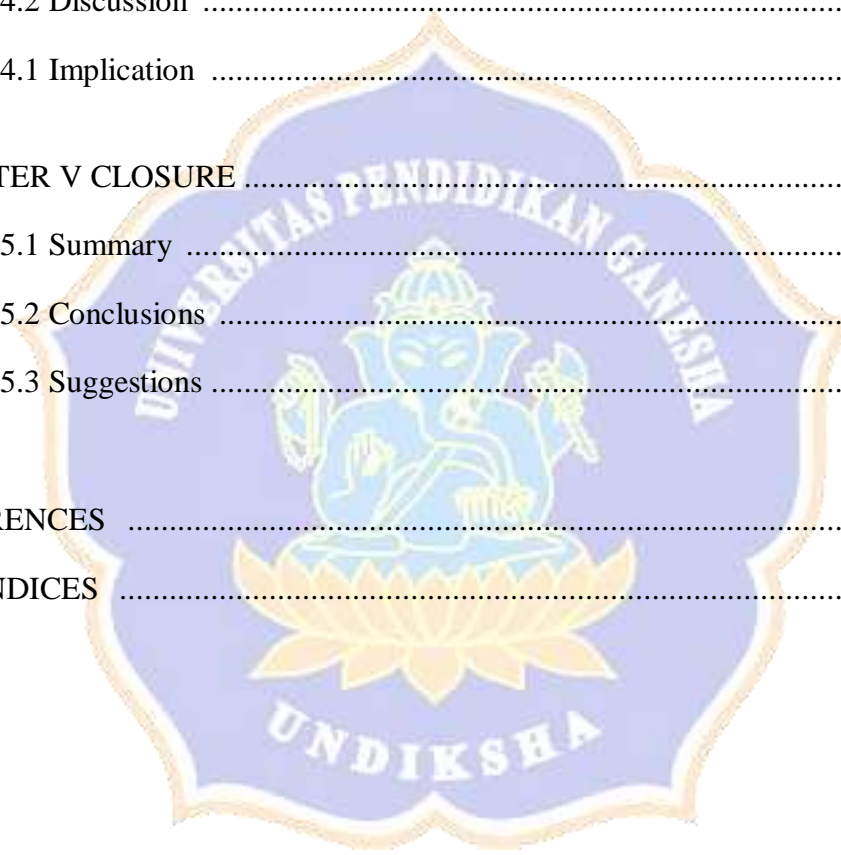 4.2 Discussion ................................................................................
4.1 Implication ...............................................................................
TER V CLOSURE ...........................................................................
5.1 Summary ..................................................................................
5.2 Conclusions ..............................................................................
5.3 Suggestions ...............................................................................
RENCES .........................................................................................
NDICES ..........................................................................................
UNIVERSITAS PENDIDIKAN GANESHA
UNDIKSHA